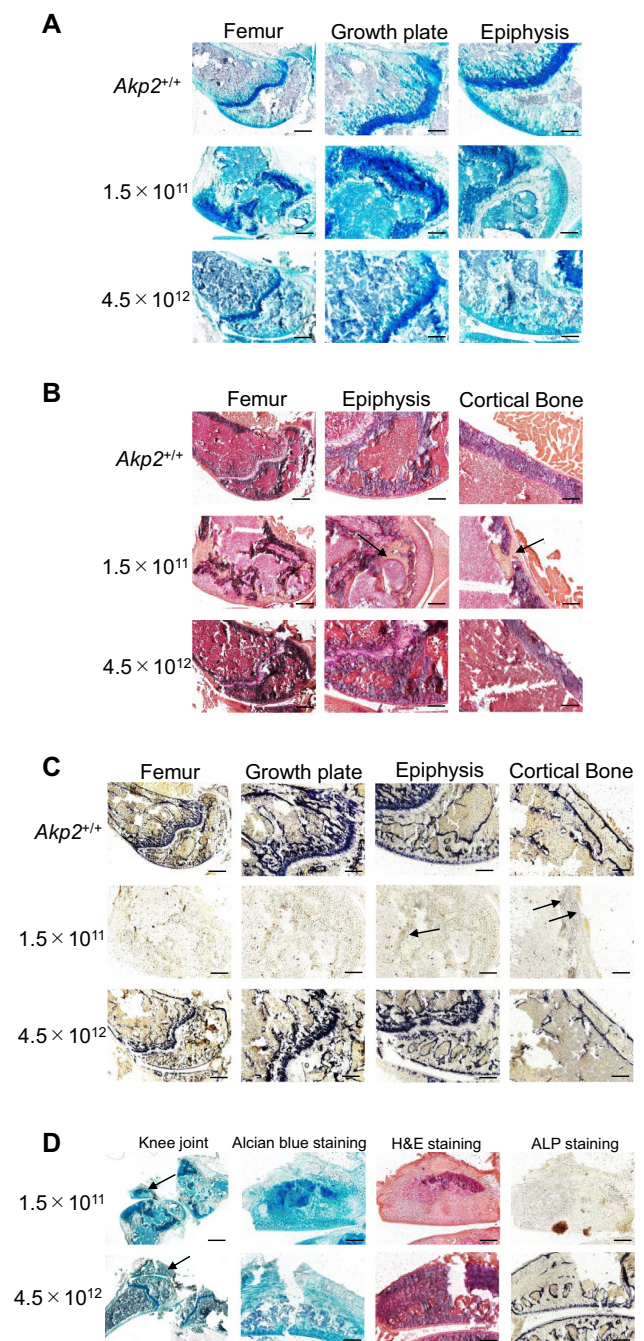 A
Femur Growth plate Epiphysis
Akp2+/+
1.5 × 10¹¹
4.5 × 10¹²
B
Femur Epiphysis Cortical Bone
Akp2+/+
1.5 × 10¹¹
4.5 × 10¹²
C
Femur Growth plate Epiphysis Cortical Bone
Akp2+/+
1.5 × 10¹¹
4.5 × 10¹²
D
Knee joint Alcian blue staining H&E staining ALP staining
1.5 × 10¹¹
4.5 × 10¹²